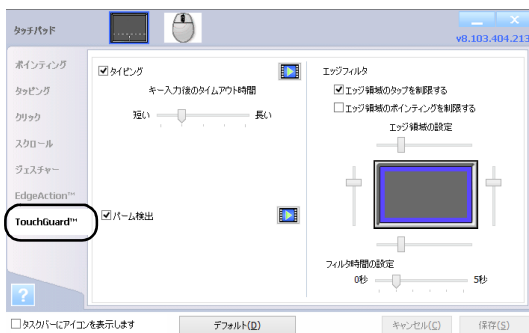 タッチパッド
v8.103.404.213
ポインティング
タッピング
クリック
スクロール
ジェスチャー
EdgeAction™
TouchGuard™
タイピング
キー入力後のタイムアウト時間
短い 長い
パーム検出
エッジフィルタ
エッジ領域のタップを制限する
エッジ領域のポインティングを制限する
エッジ領域の設定
フィルタ時間の設定
0秒 5秒
?
タスクバーにアイコンを表示します
デフォルト(D)
キャンセル(C)
保存(S)